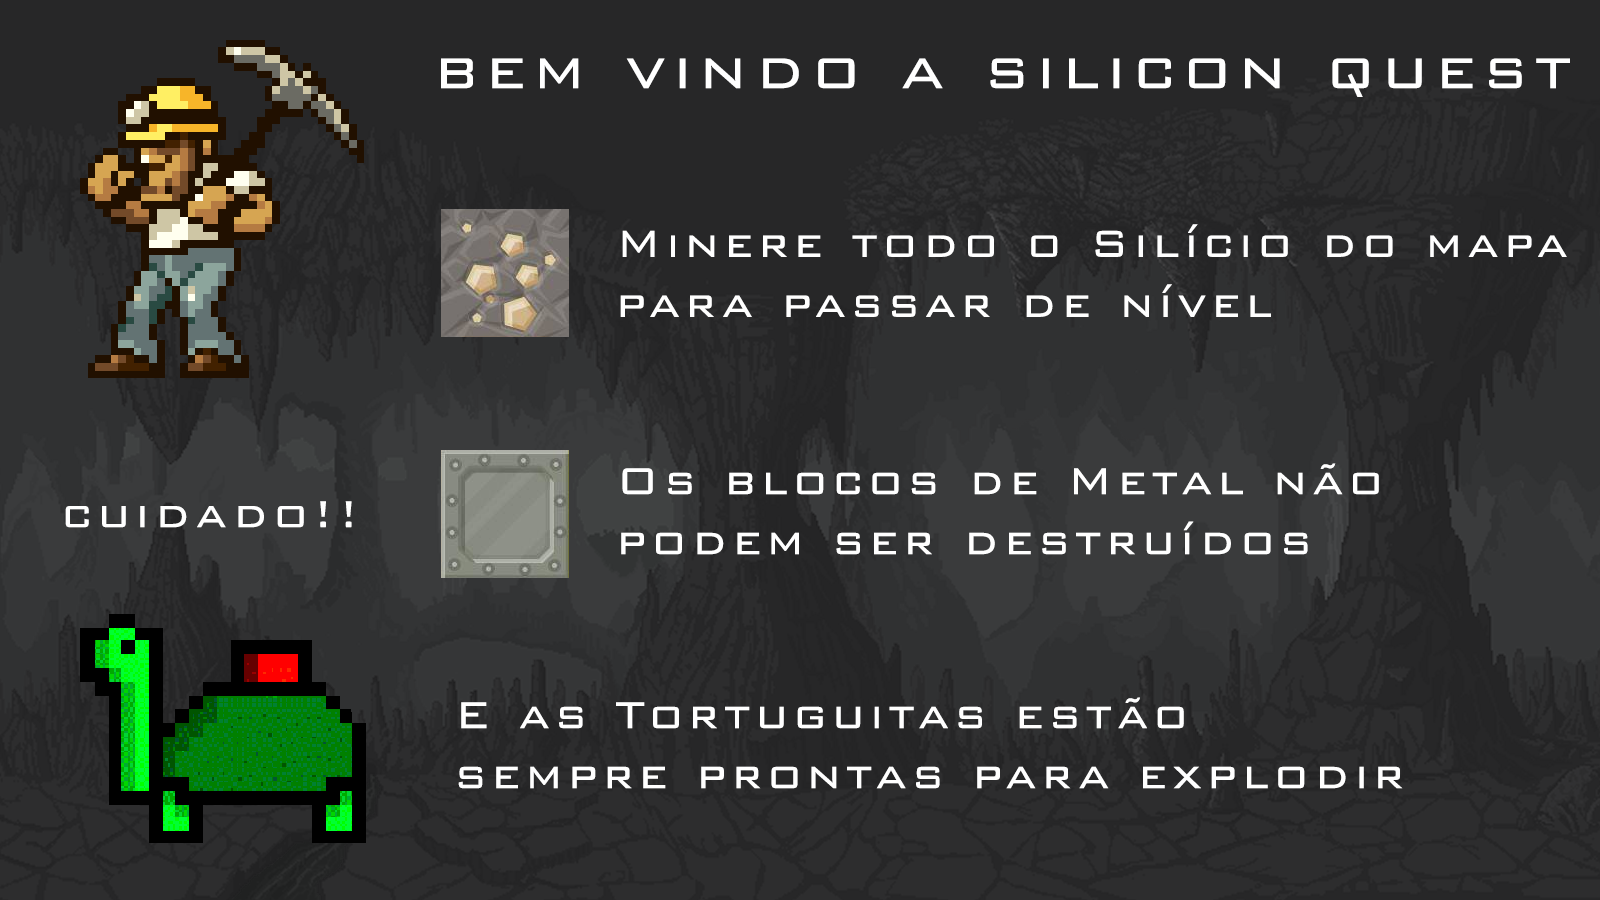 BEM VINDO A SILICON QUEST
MINERE TODO O SILÍCIO DO MAPA
PARA PASSAR DE NÍVEL
OS BLOCOS DE METAL NÃO
PODEM SER DESTRUÍDOS
CUIDADO!!
E AS TORTUGUITAS ESTÃO
SEMPRE PRONTAS PARA EXPLODIR